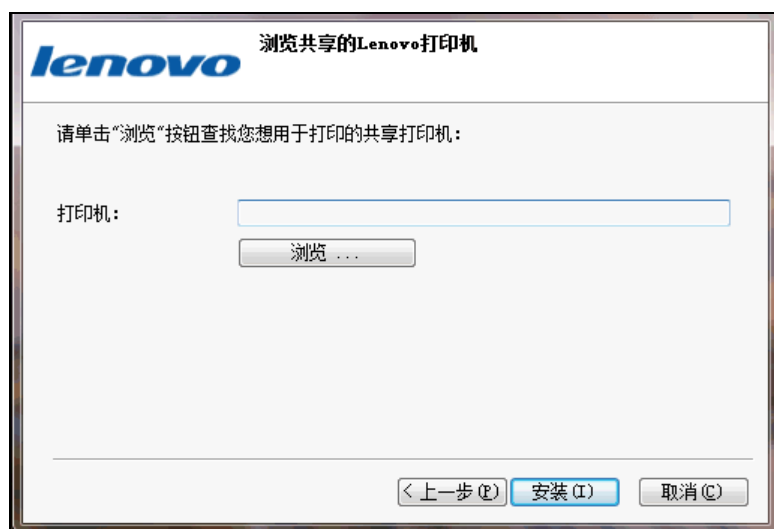 lenovo
浏览共享的Lenovo打印机
请单击“浏览“按钮查找您想用于打印的共享打印机：
打印机：
浏览 ...
< 上一步(P) 安装(I) 取消(C)